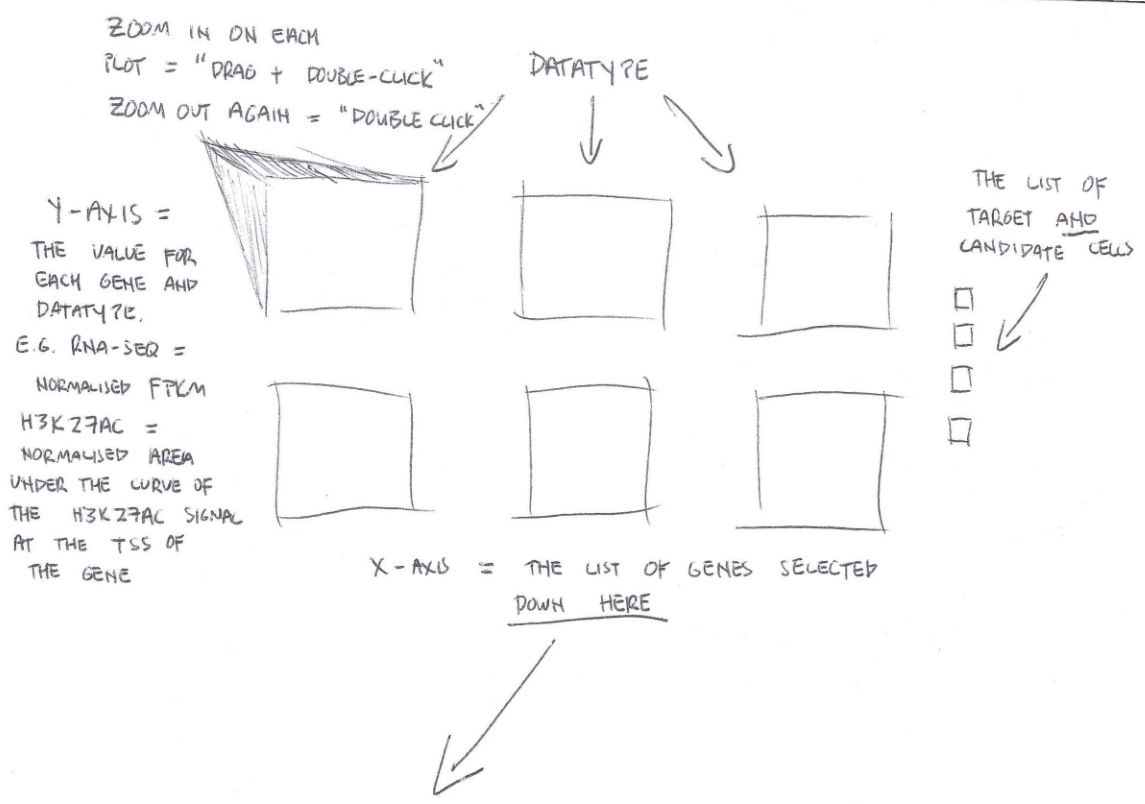 ZOOM IN ON EACH
PLOT = "DRAG + DOUBLE-CLICK"
ZOOM OUT AGAIN = "DOUBLE CLICK"
DATATYPE
THE LIST OF
TARGET AND
CANDIDATE CELLS
Y-AXIS =
THE VALUE FOR
EACH GENE AND
DATATYPE.
E.G. RNA-SEQ =
NORMALISED FPKM
H3K27AC =
NORMALISED AREA
UNDER THE CURVE OF
THE H3K27AC SIGNAL
AT THE TSS OF
THE GENE
X-AXIS = THE LIST OF GENES SELECTED
DOWN HERE